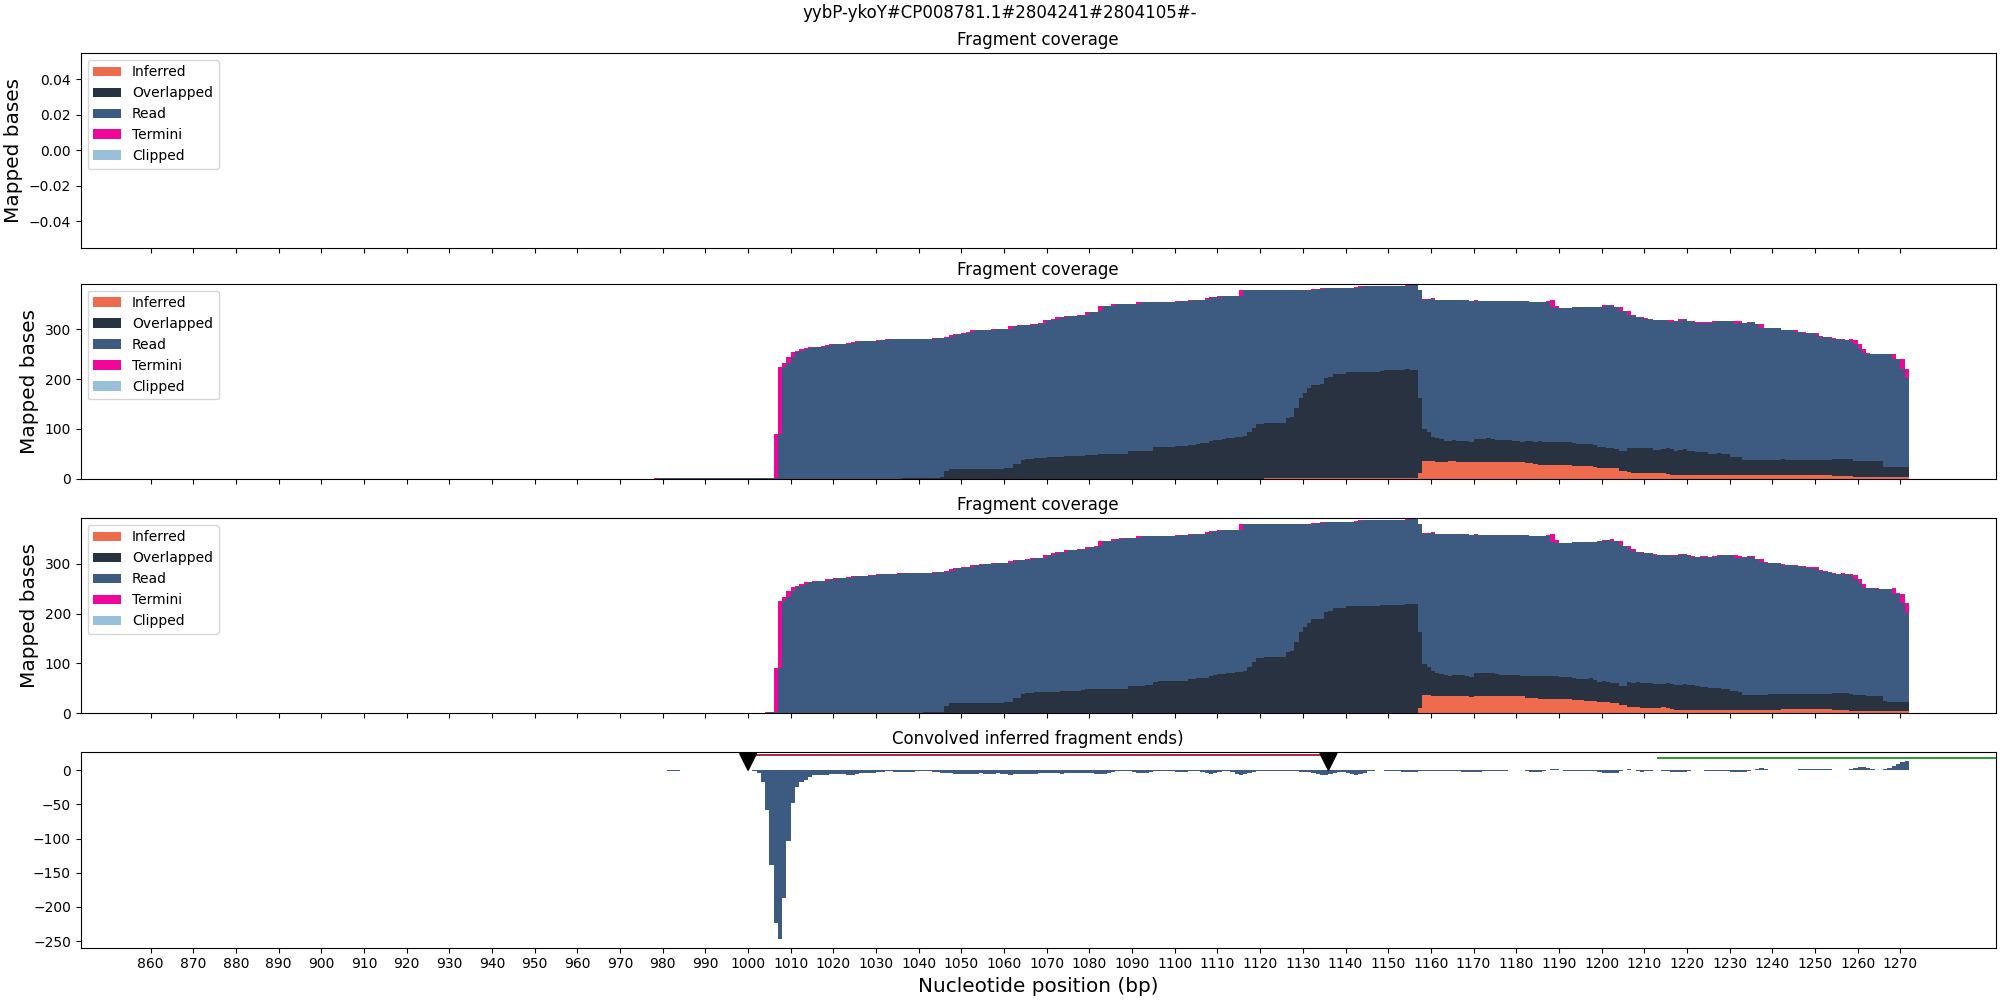 yybP-ykoY#CP008781.1#2804241#2804105#-
Fragment coverage
Mapped bases
0.04
0.02
0.00
−0.02
−0.04
Inferred
Overlapped
Read
Termini
Clipped
Fragment coverage
Mapped bases
300
200
100
0
Inferred
Overlapped
Read
Termini
Clipped
Fragment coverage
Mapped bases
300
200
100
0
Inferred
Overlapped
Read
Termini
Clipped
Convolved inferred fragment ends)
0
−50
−100
−150
−200
−250
860 870 880 890 900 910 920 930 940 950 960 970 980 990 1000 1010 1020 1030 1040 1050 1060 1070 1080 1090 1100 1110 1120 1130 1140 1150 1160 1170 1180 1190 1200 1210 1220 1230 1240 1250 1260 1270
Nucleotide position (bp)